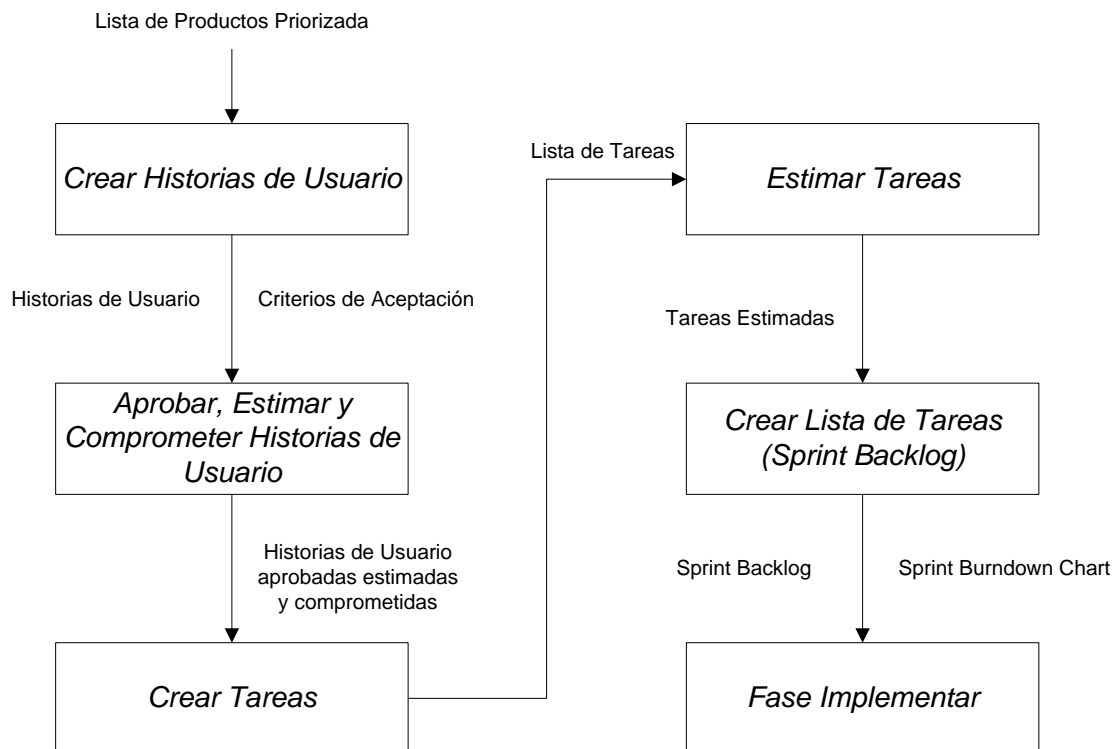 Lista de Productos Priorizada
Crear Historias de Usuario
Historias de Usuario
Criterios de Aceptación
Aprobar, Estimar y
Comprometer Historias de
Usuario
Historias de Usuario
aprobadas estimadas
y comprometidas
Crear Tareas
Lista de Tareas
Estimar Tareas
Tareas Estimadas
Crear Lista de Tareas
(Sprint Backlog)
Sprint Backlog
Sprint Burndown Chart
Fase Implementar